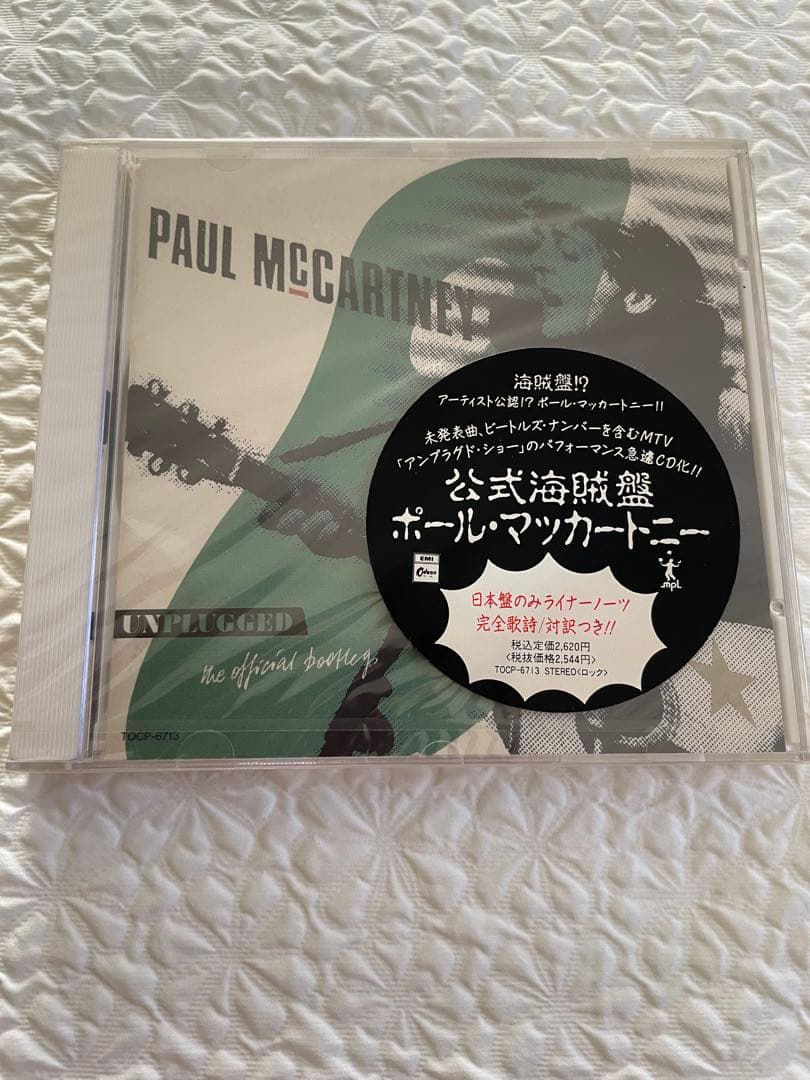 PAUL McCARTNEY
海賊盤!?
アーティスト公認!? ポール・マッカートニー!!
未発表曲、ビートルズ・ナンバーを含むMTV
「アンプラグド・ショー」のパフォーマンス急遽CD化!!
公式海賊盤
ポール・マッカートニー
EMI
Odeon
MPL
日本盤のみライナーノーツ
完全歌詩/対訳つき!!
税込定価2,620円
<税抜価格2,544円>
TOCP-6713 STEREO<ロック>
UNPLUGGED
the official bootleg
TOCP-6713